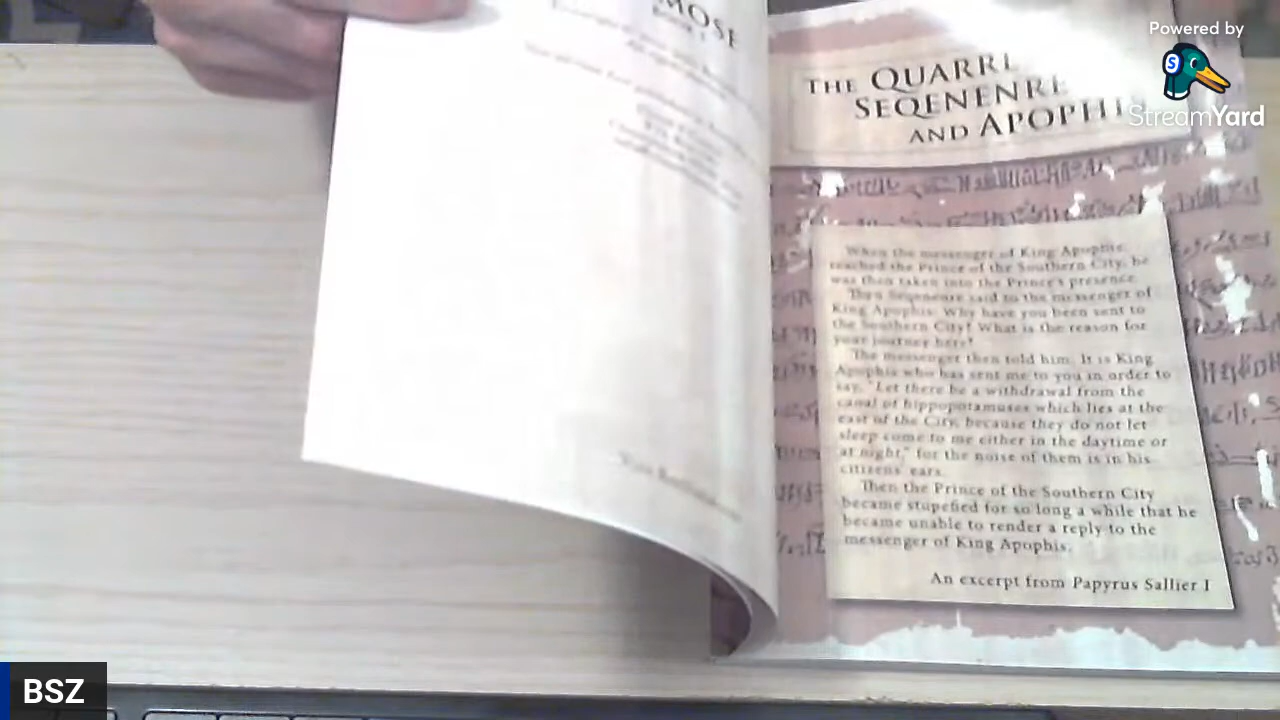 MOSE
THE QUARRE
SEQENENRE
AND APOPHI
When the messenger of King Apophis
reached the Prince of the Southern City, he
was then taken into the Prince's presence.
Then Seqenenre said to the messenger of
King Apophis: Why have you been sent to
the Southern City? What is the reason for
your journey here?
The messenger then told him: It is King
Apophis who has sent me to you in order to
say, "Let there be a withdrawal from the
canal of hippopotamuses which lies at the
east of the City, because they do not let
sleep come to me either in the daytime or
at night," for the noise of them is in his
citizens' ears.
Then the Prince of the Southern City
became stupefied for so long a while that he
became unable to render a reply to the
messenger of King Apophis.
An excerpt from Papyrus Sallier I
Powered by
StreamYard
BSZ